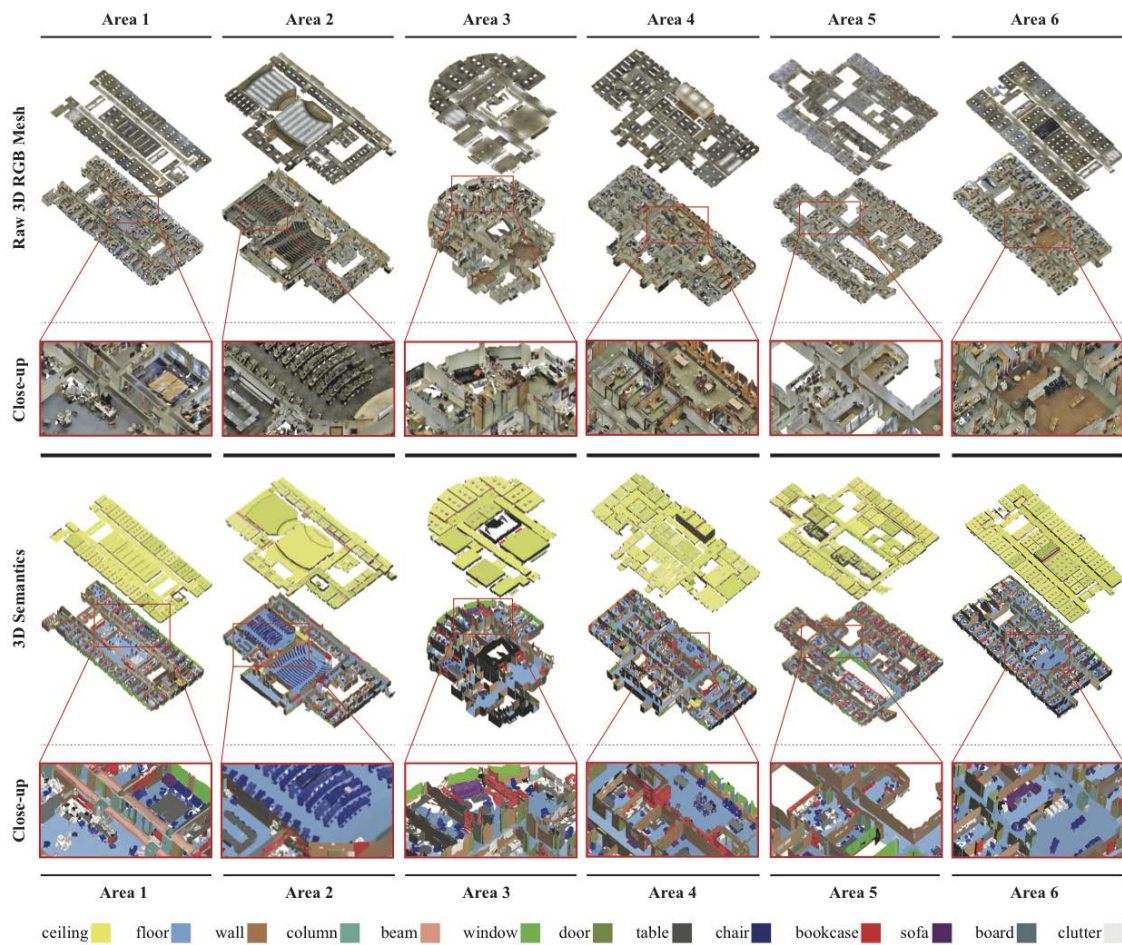 Area 1 Area 2 Area 3 Area 4 Area 5 Area 6
Raw 3D RGB Mesh
Close-up
3D Semantics
Close-up
Area 1 Area 2 Area 3 Area 4 Area 5 Area 6
ceiling floor wall column beam window door table chair bookcase sofa board clutter